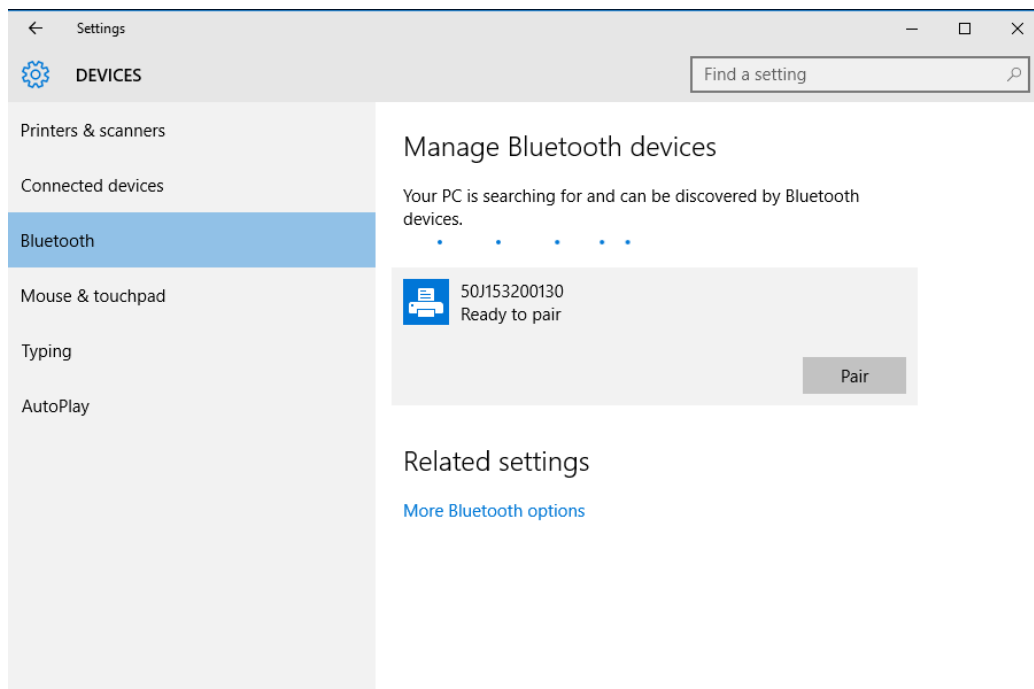 Settings
DEVICES
Find a setting
Printers & scanners
Connected devices
Bluetooth
Mouse & touchpad
Typing
AutoPlay
Manage Bluetooth devices
Your PC is searching for and can be discovered by Bluetooth
devices.
50J153200130
Ready to pair
Pair
Related settings
More Bluetooth options